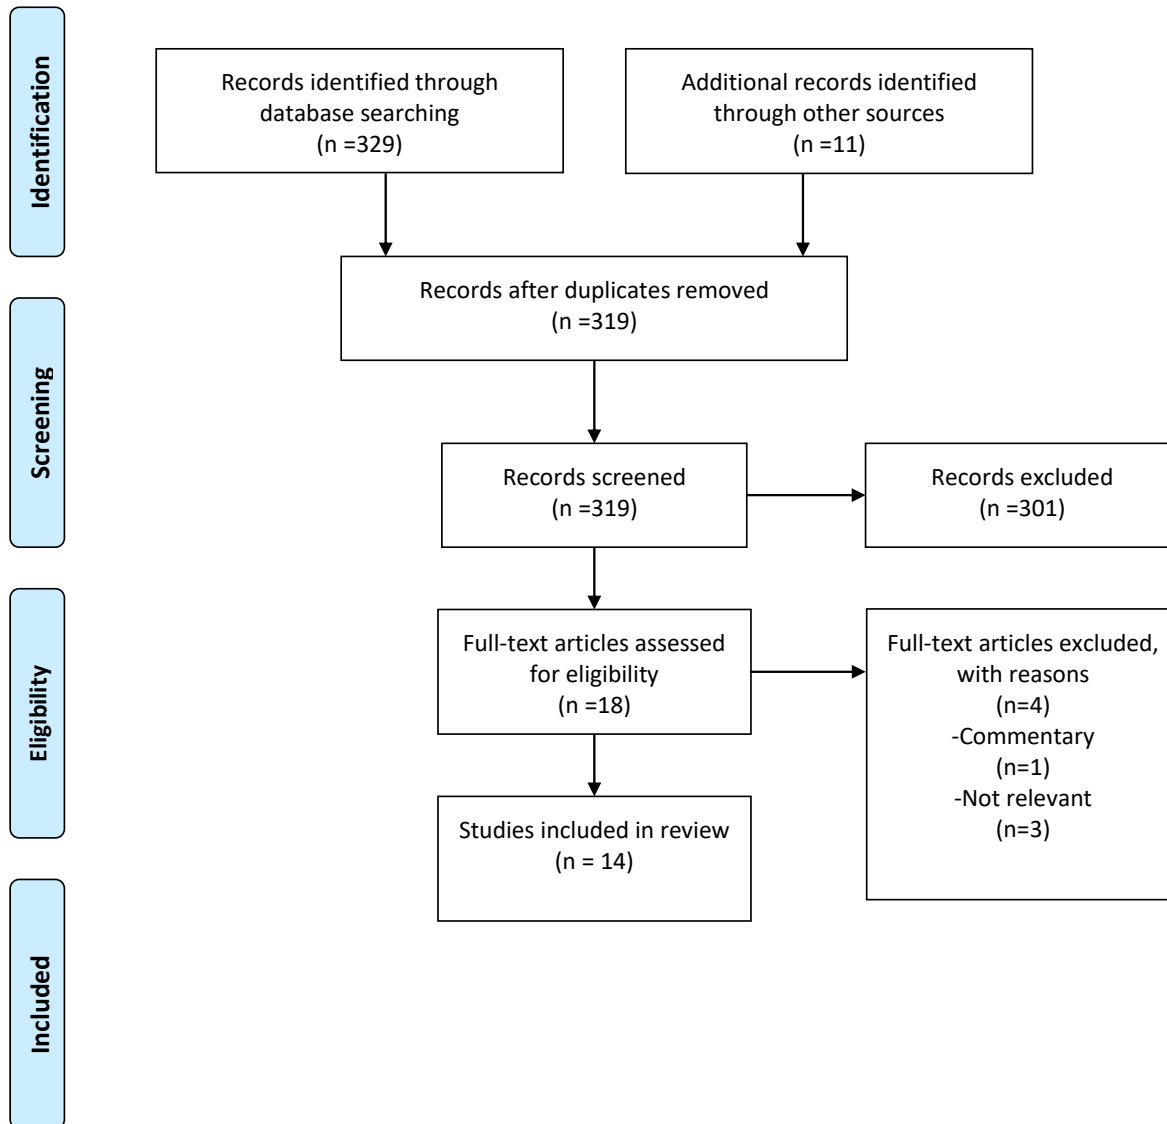 Identification
Records identified through
database searching
(n =329)
Additional records identified
through other sources
(n =11)
Records after duplicates removed
(n =319)
Screening
Records screened
(n =319)
Records excluded
(n =301)
Eligibility
Full-text articles assessed
for eligibility
(n =18)
Full-text articles excluded,
with reasons
(n=4)
-Commentary
(n=1)
-Not relevant
(n=3)
Studies included in review
(n = 14)
Included